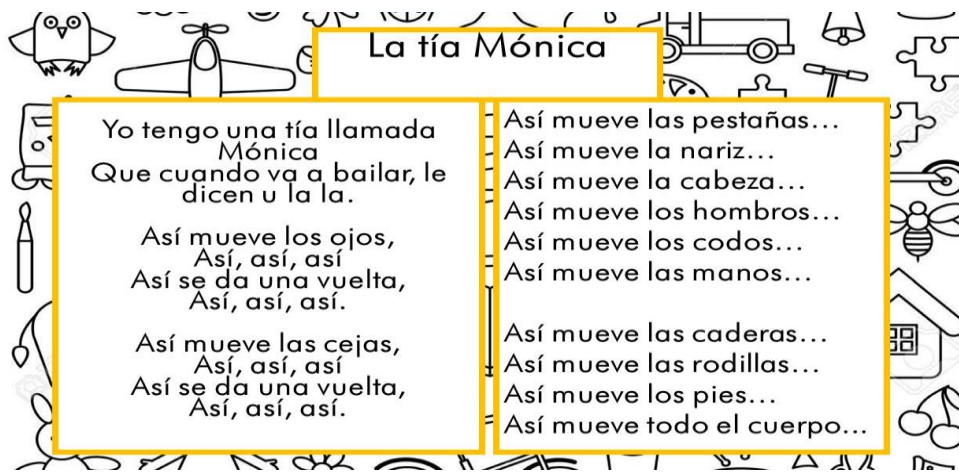 La tía Mónica
Yo tengo una tía llamada
Mónica
Que cuando va a bailar, le
dicen u la la.
Así mueve los ojos,
Así, así, así
Así se da una vuelta,
Así, así, así.
Así mueve las cejas,
Así, así, así
Así se da una vuelta,
Así, así, así.
Así mueve las pestañas...
Así mueve la nariz...
Así mueve la cabeza...
Así mueve los hombros...
Así mueve los codos...
Así mueve las manos...
Así mueve las caderas...
Así mueve las rodillas...
Así mueve los pies...
Así mueve todo el cuerpo...